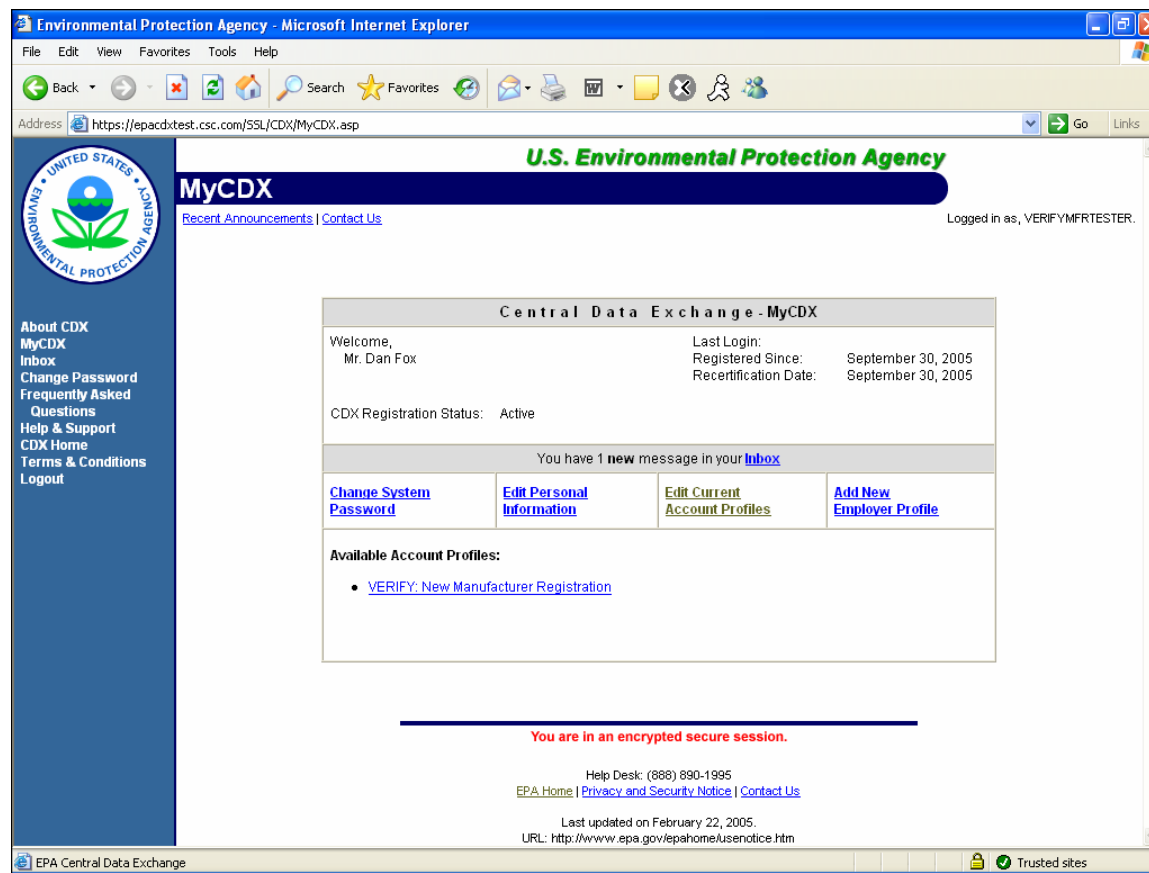 Environmental Protection Agency - Microsoft Internet Explorer
File Edit View Favorites Tools Help
Back Search Favorites
Address https://epacdxtest.csc.com/SSL/CDX/MyCDX.asp Go Links
UNITED STATES ENVIRONMENTAL PROTECTION AGENCY
U.S. Environmental Protection Agency
MyCDX
Recent Announcements | Contact Us
Logged in as, VERIFYMFRTESTER.
About CDX
MyCDX
Inbox
Change Password
Frequently Asked
Questions
Help & Support
CDX Home
Terms & Conditions
Logout
Central Data Exchange - MyCDX
Welcome,
Mr. Dan Fox
Last Login:
Registered Since: September 30, 2005
Recertification Date: September 30, 2005
CDX Registration Status: Active
You have 1 new message in your Inbox
Change System
Password
Edit Personal
Information
Edit Current
Account Profiles
Add New
Employer Profile
Available Account Profiles:
• VERIFY: New Manufacturer Registration
You are in an encrypted secure session.
Help Desk: (888) 890-1995
EPA Home | Privacy and Security Notice | Contact Us
Last updated on February 22, 2005.
URL: http://www.epa.gov/epahome/usenotice.htm
EPA Central Data Exchange
Trusted sites